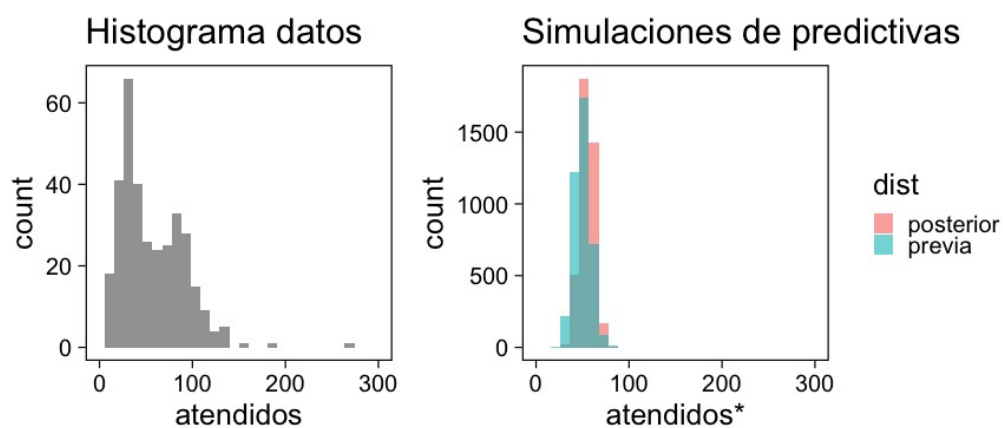 Histograma datos
count
60
40
20
0
0 100 200 300
atendidos
Simulaciones de predictivas
count
1500
1000
500
0
0 100 200 300
atendidos*
dist
posterior
previa